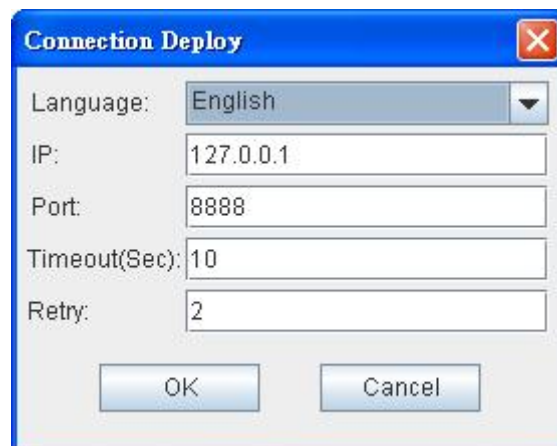 Connection Deploy
Language: English
IP: 127.0.0.1
Port: 8888
Timeout(Sec): 10
Retry: 2
OK Cancel